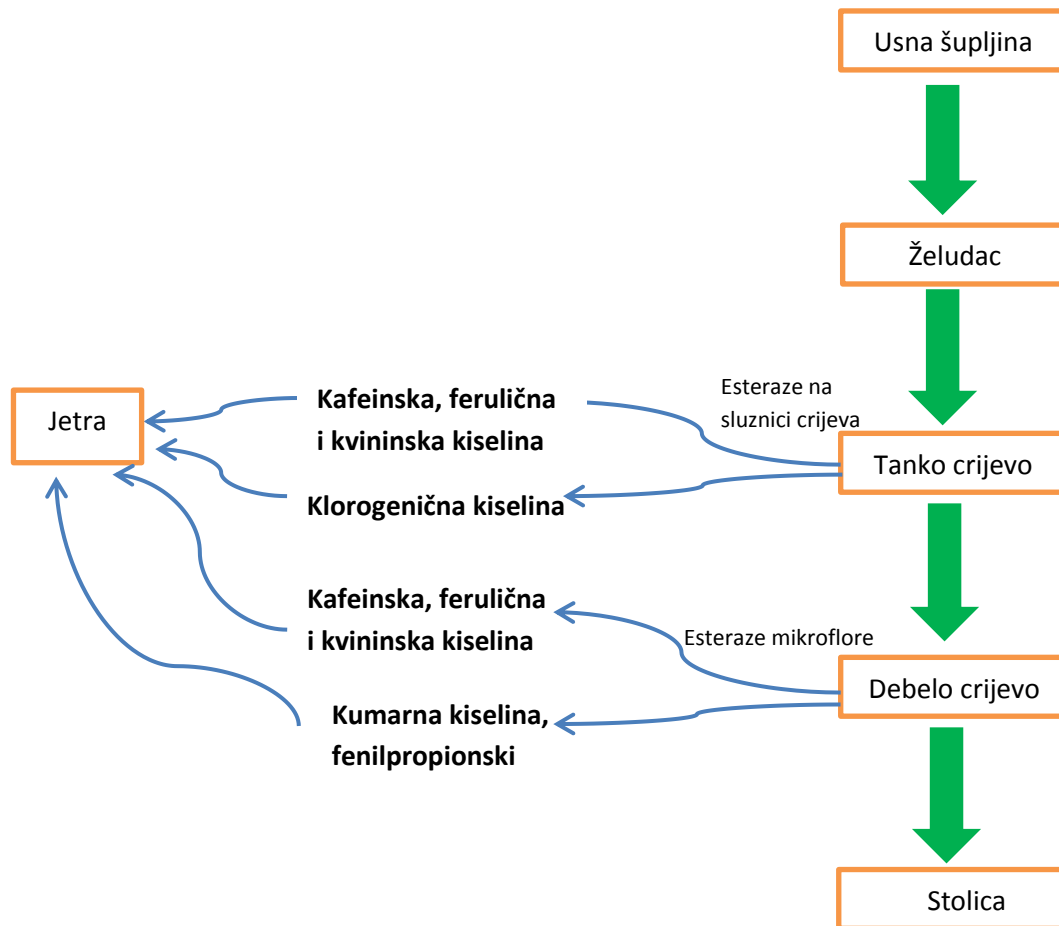 Usna šupljina
Želudac
Esteraze na
sluznici crijeva
Kafeinska, ferulična
i kvininska kiselina
Jetra
Tanko crijevo
Klorogenična kiselina
Kafeinska, ferulična
i kvininska kiselina
Esteraze mikroflore
Debelo crijevo
Kumarna kiselina,
fenilpropionski
Stolica